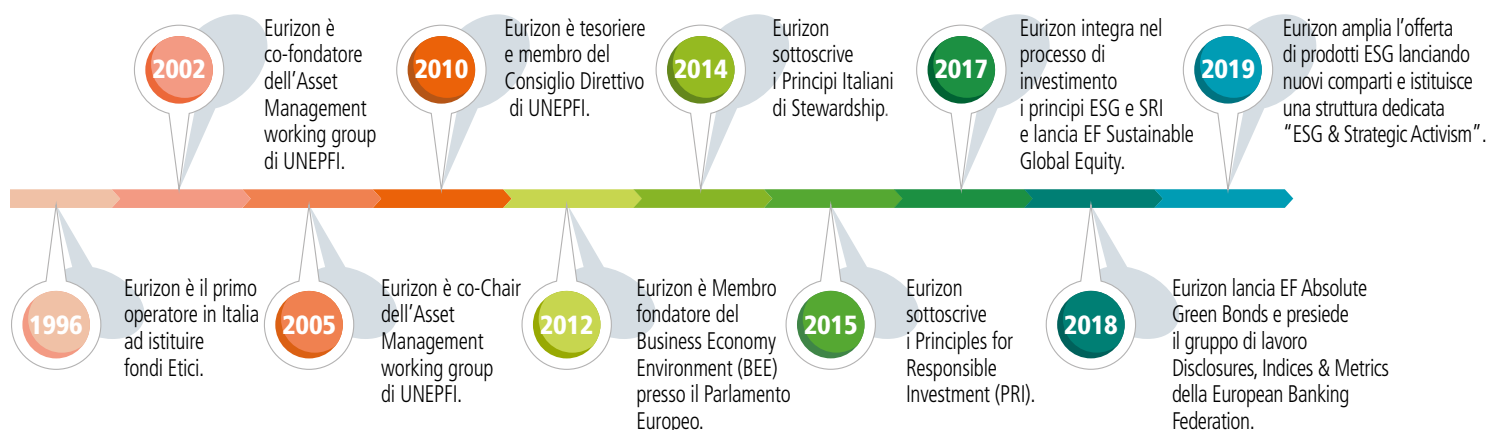 2002
Eurizon è
co-fondatore
dell'Asset
Management
working group
di UNEPFI.
2010
Eurizon è tesoriere
e membro del
Consiglio Direttivo
di UNEPFI.
2014
Eurizon
sottoscrive
i Principi Italiani
di Stewardship.
2017
Eurizon integra nel
processo di
investimento
i principi ESG e SRI
e lancia EF Sustainable
Global Equity.
2019
Eurizon amplia l'offerta
di prodotti ESG lanciando
nuovi comparti e istituisce
una struttura dedicata
"ESG & Strategic Activism".
1996
Eurizon è il primo
operatore in Italia
ad istituire
fondi Etici.
2005
Eurizon è co-Chair
dell'Asset
Management
working group
di UNEPFI.
2012
Eurizon è Membro
fondatore del
Business Economy
Environment (BEE)
presso il Parlamento
Europeo.
2015
Eurizon
sottoscrive
i Principles for
Responsible
Investment (PRI).
2018
Eurizon lancia EF Absolute
Green Bonds e presiede
il gruppo di lavoro
Disclosures, Indices & Metrics
della European Banking
Federation.